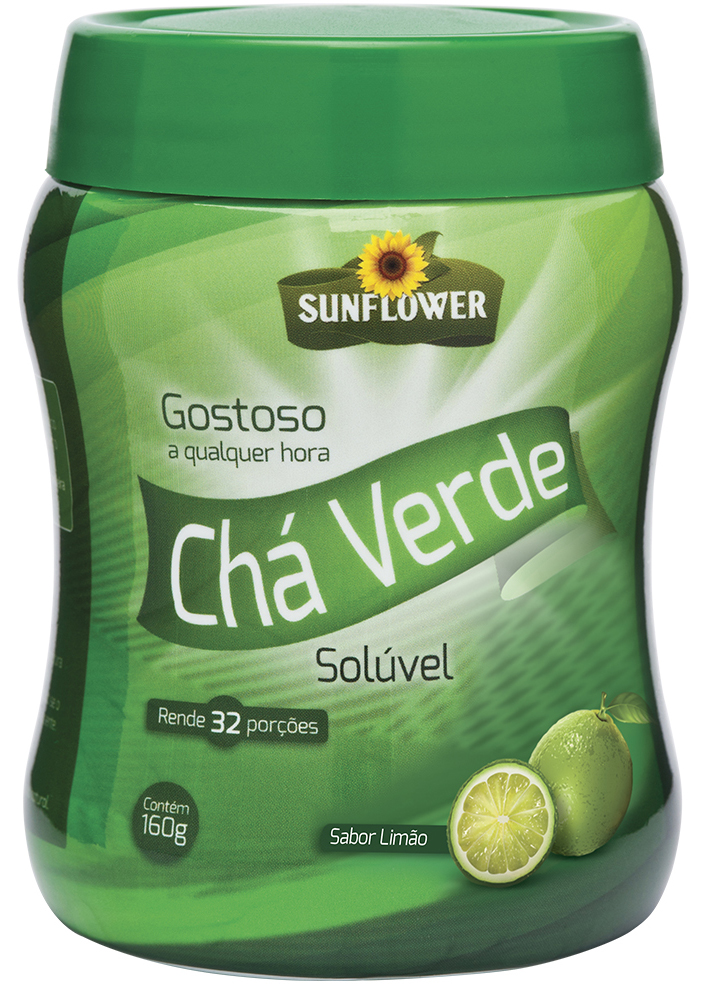 SUNFLOWER
Gostoso
a qualquer hora
Chá Verde
Solúvel
Rende 32 porções
Contém
160g
Sabor Limão